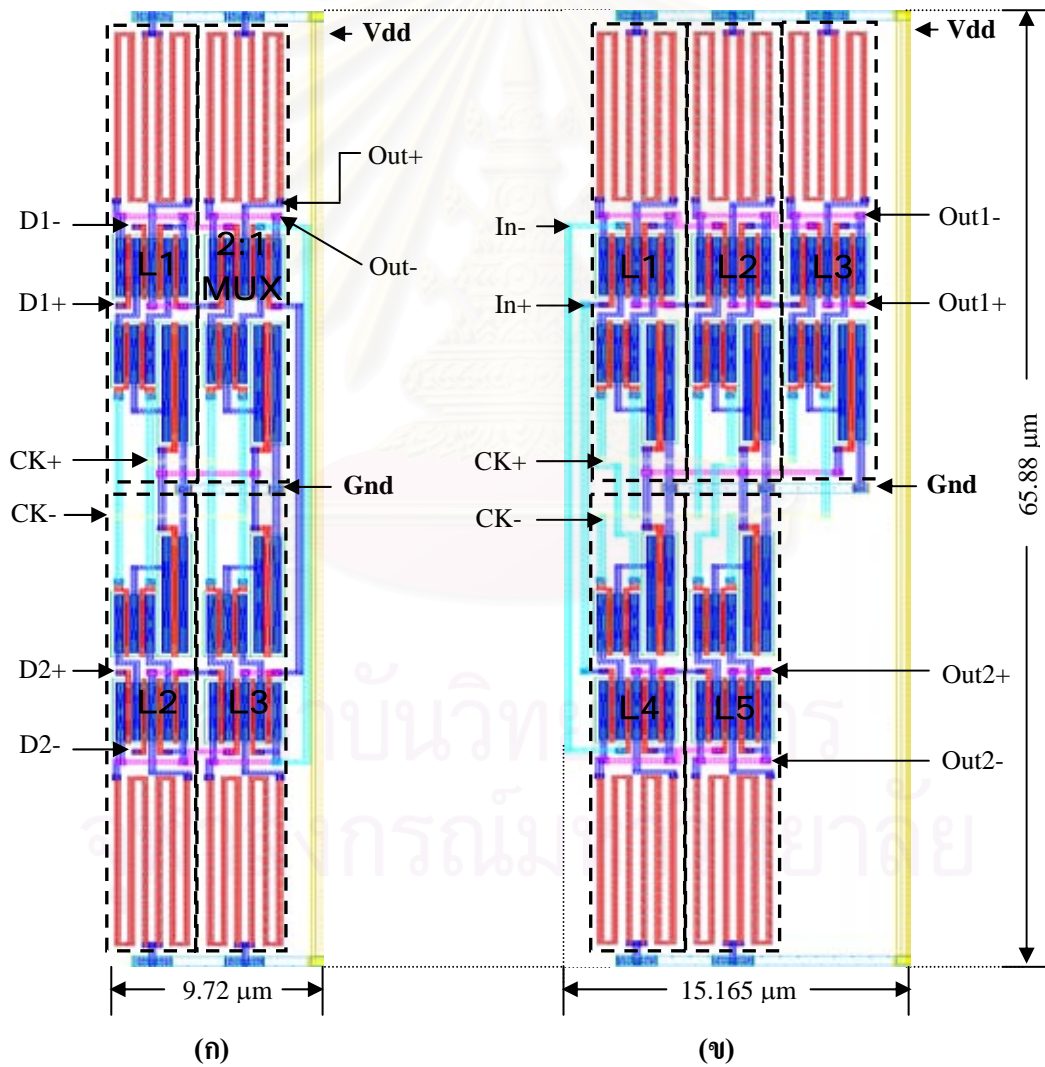 Vdd
Out+
D1-
L1
2:1
MUX
Out-
D1+
CK+
Gnd
CK-
D2+
L2
L3
D2-
9.72 μm
(ก)
Vdd
In-
Out1-
L1
L2
L3
In+
Out1+
CK+
Gnd
CK-
65.88 μm
Out2+
L4
L5
Out2-
15.165 μm
(ข)